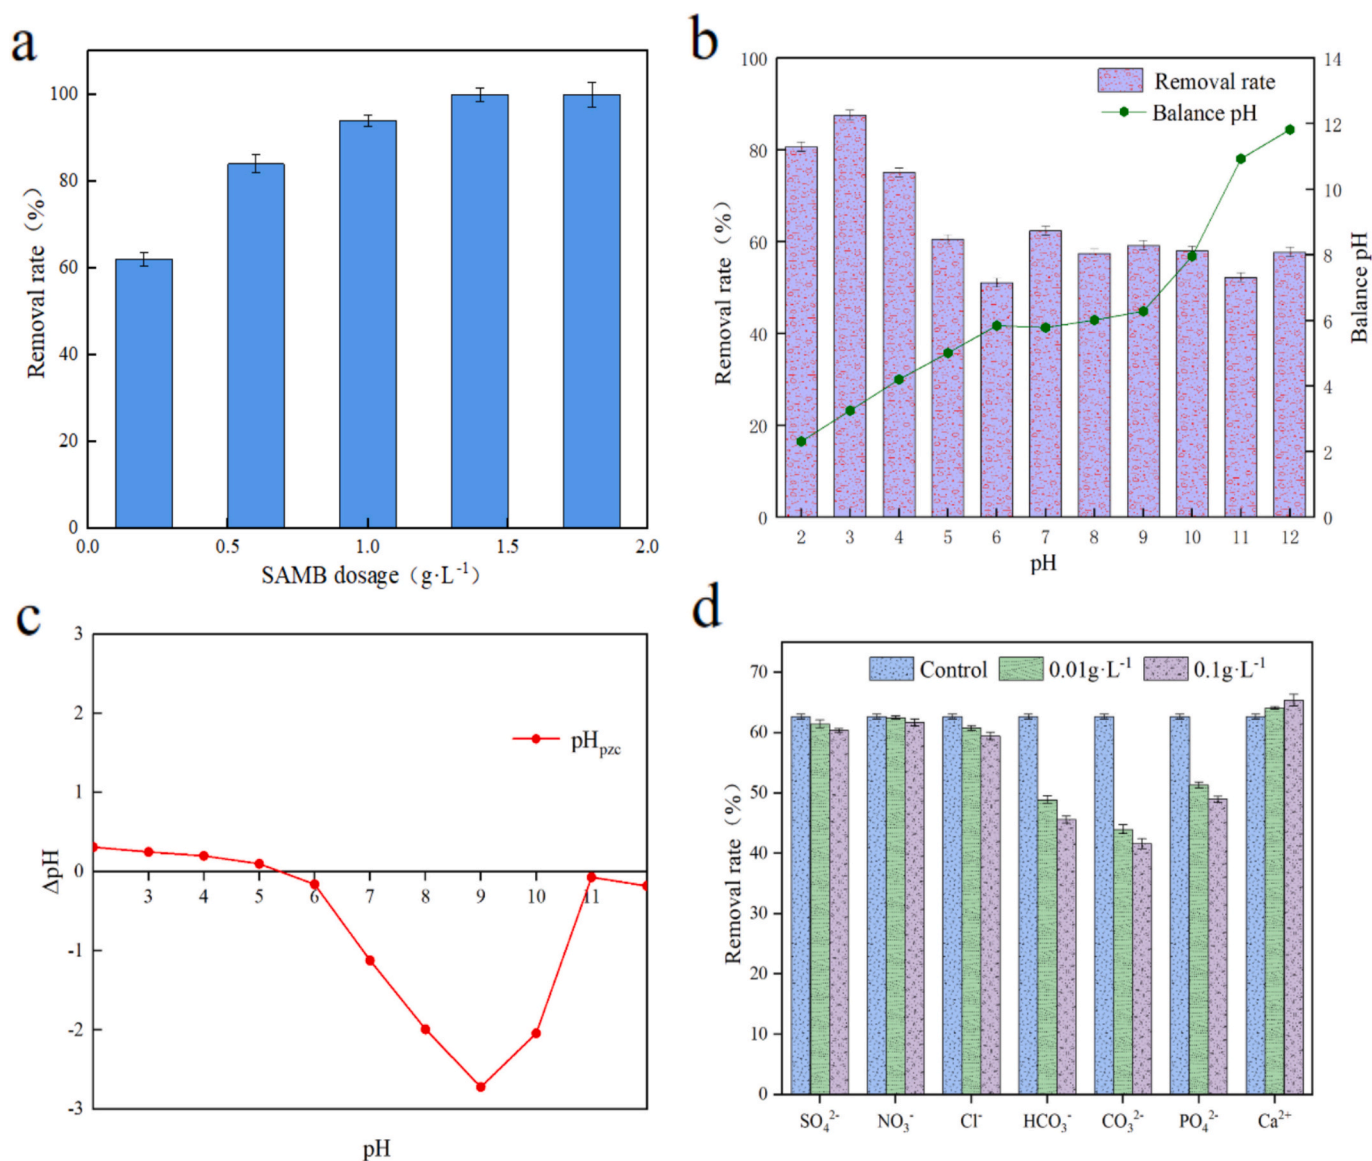 a
Removal rate (%)
100
80
60
40
20
0
0.0 0.5 1.0 1.5 2.0
SAMB dosage（g·L⁻¹）
b
Removal rate（%）
100
80
60
40
20
0
Removal rate
Balance pH
14
12
10
8
6
4
2
0
Balance pH
2 3 4 5 6 7 8 9 10 11 12
pH
c
ΔpH
3
2
1
0
-1
-2
-3
pHpzc
3 4 5 6 7 8 9 10 11
pH
d
Removal rate（%）
70
60
50
40
30
20
10
0
Control 0.01g·L⁻¹ 0.1g·L⁻¹
SO₄²⁻ NO₃⁻ Cl⁻ HCO₃⁻ CO₃²⁻ PO₄²⁻ Ca²⁺